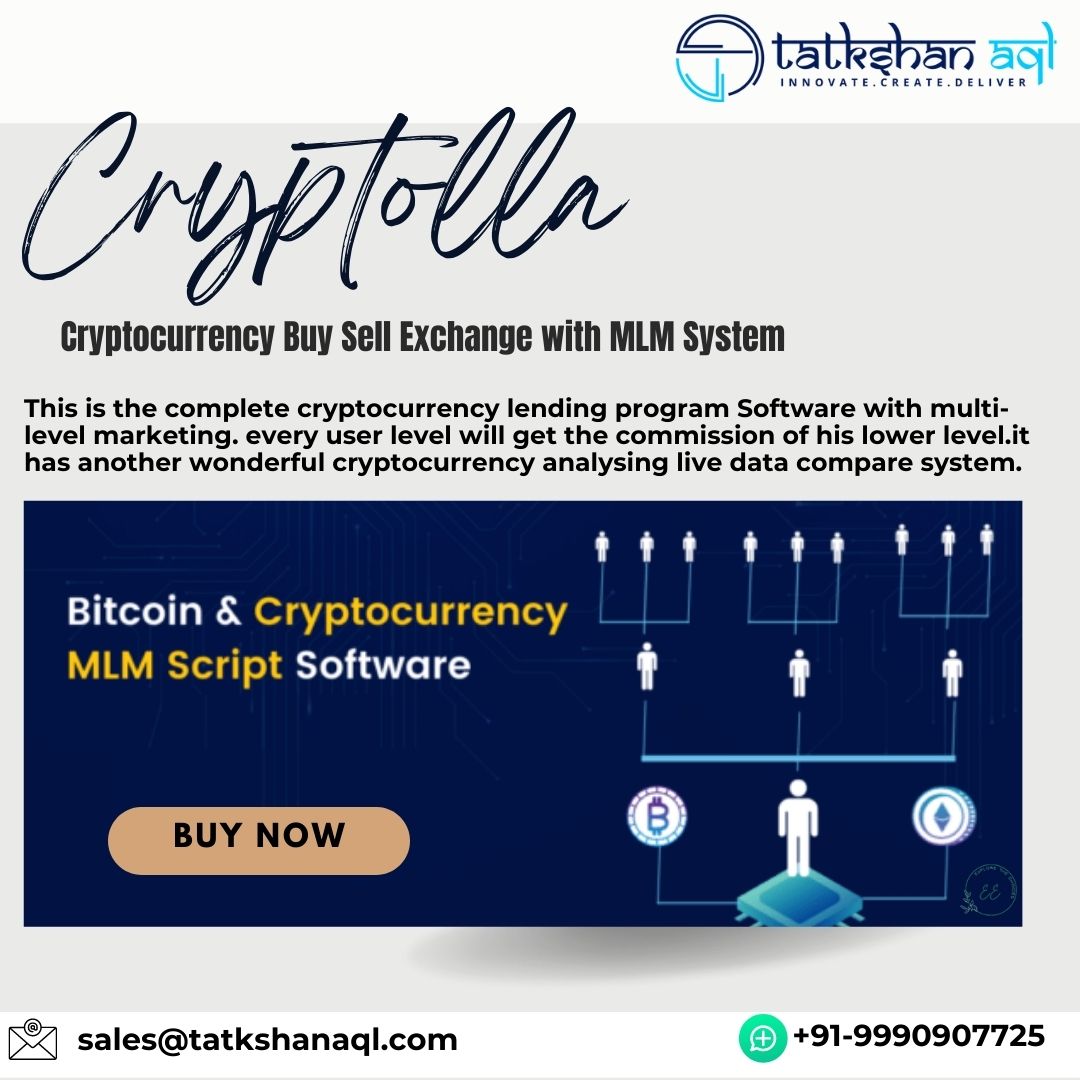 tatkshan aql
INNOVATE.CREATE.DELIVER
Cryptolla
Cryptocurrency Buy Sell Exchange with MLM System
This is the complete cryptocurrency lending program Software with multi-
level marketing. every user level will get the commission of his lower level.it
has another wonderful cryptocurrency analysing live data compare system.
Bitcoin & Cryptocurrency
MLM Script Software
BUY NOW
EE
sales@tatkshanaql.com
+91-9990907725